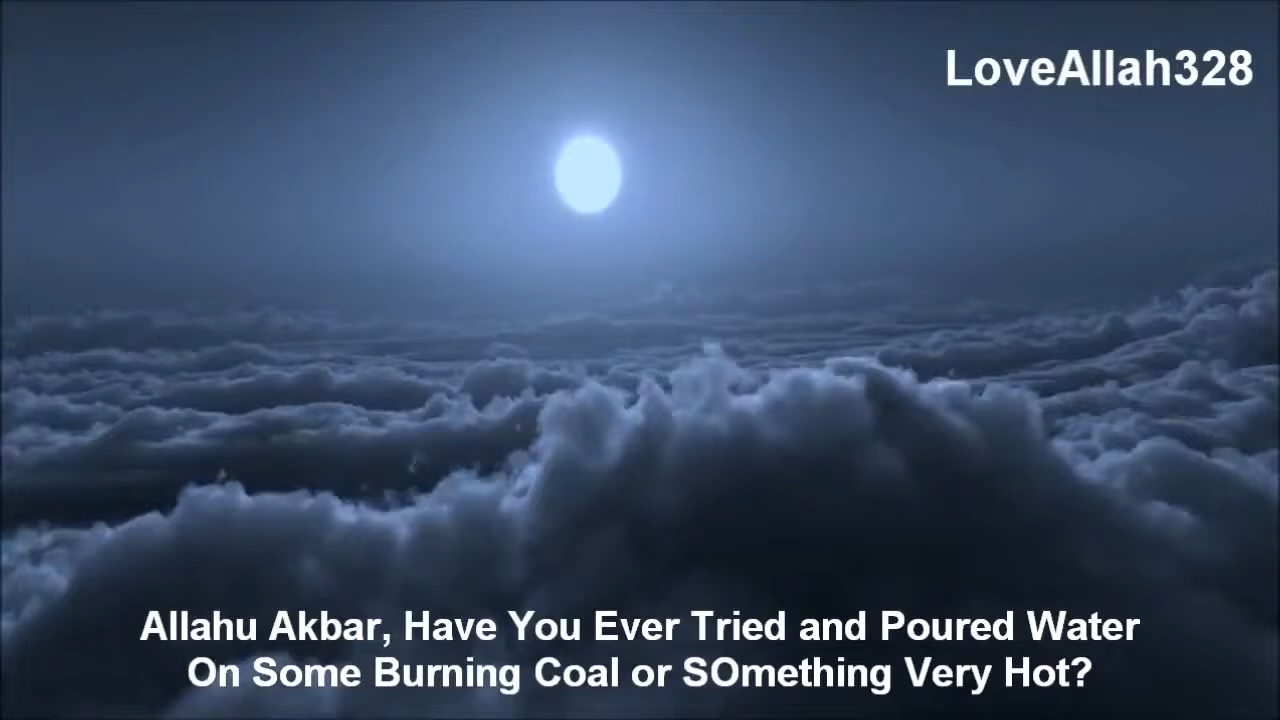 LoveAllah328
Allahu Akbar, Have You Ever Tried and Poured Water
On Some Burning Coal or SOmething Very Hot?